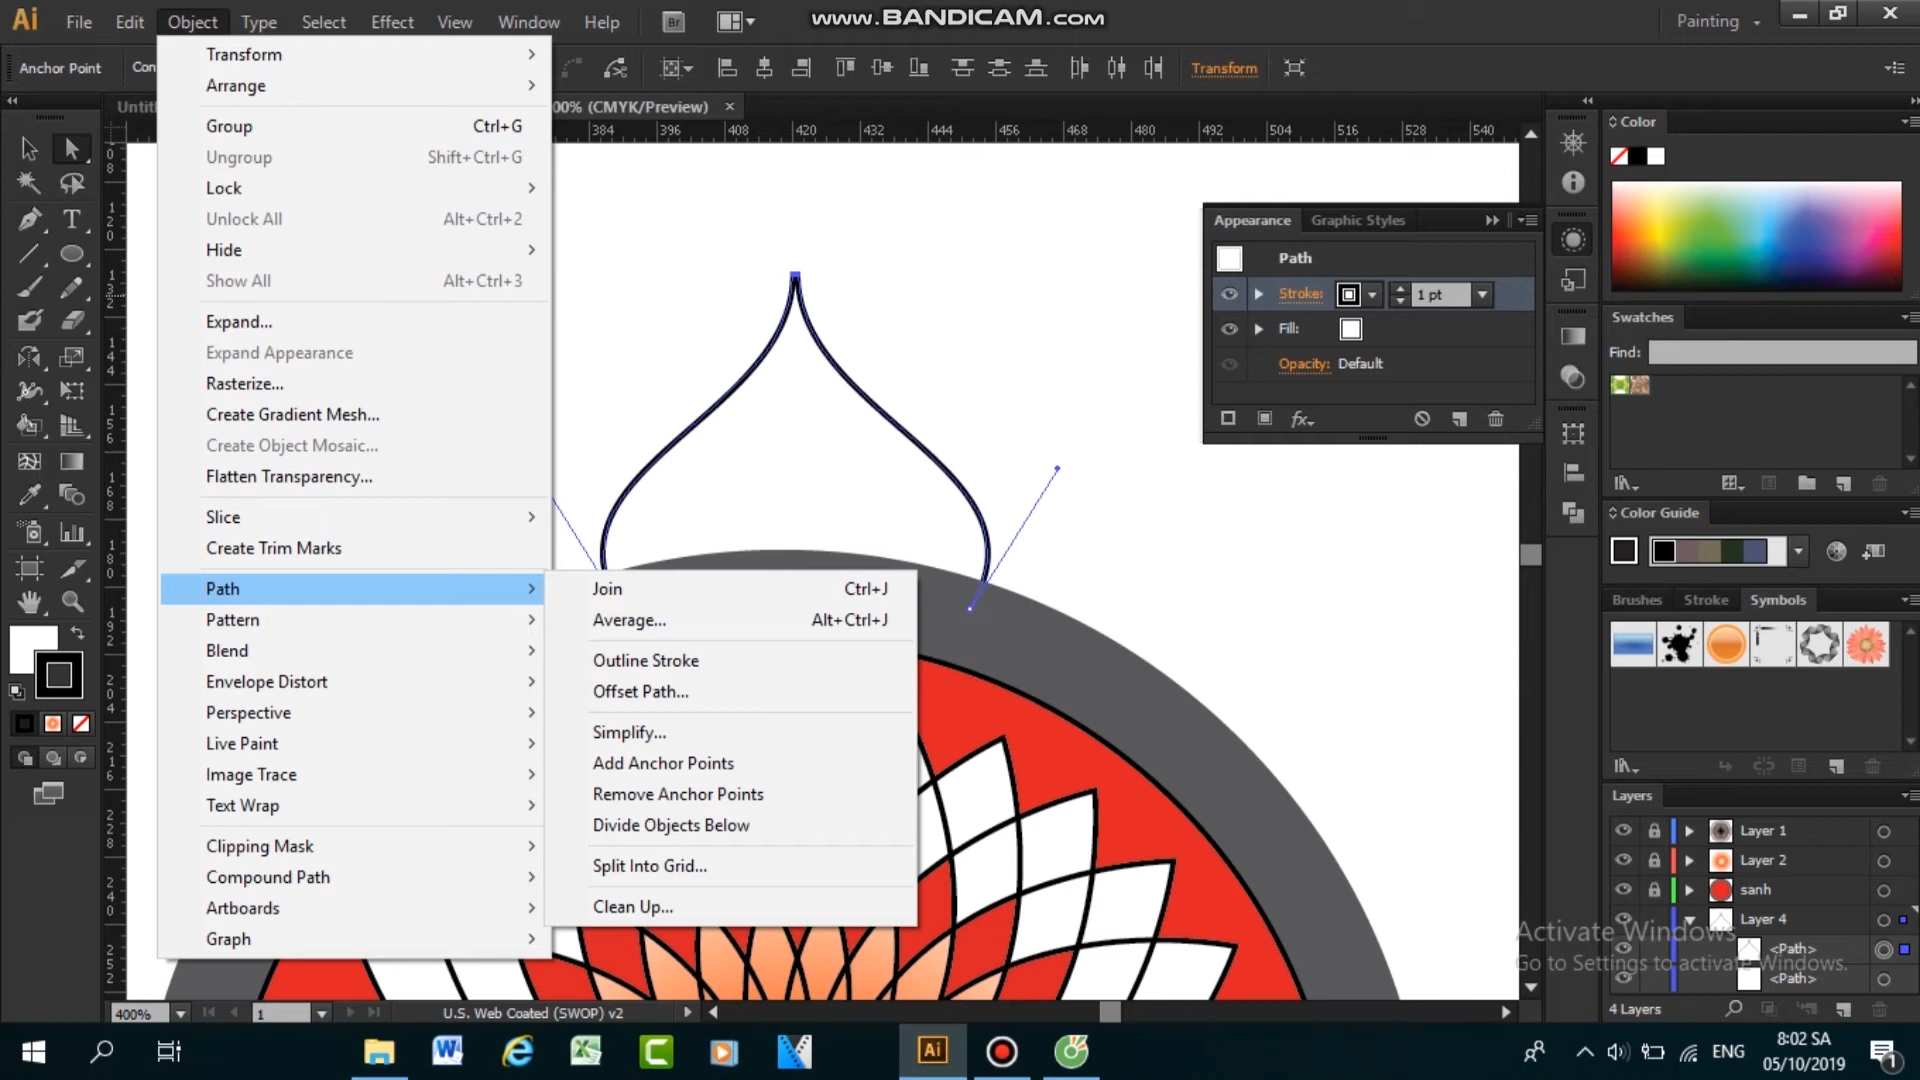 www.BANDICAM.com
Ai File Edit Object Type Select Effect View Window Help Br Painting
Anchor Point Con Transform
Untitl 00% (CMYK/Preview)
384 396 408 420 432 444 456 468 480 492 504 516 528 540
Transform
Arrange
Group Ctrl+G
Ungroup Shift+Ctrl+G
Lock
Unlock All Alt+Ctrl+2
Hide
Show All Alt+Ctrl+3
Expand...
Expand Appearance
Rasterize...
Create Gradient Mesh...
Create Object Mosaic...
Flatten Transparency...
Slice
Create Trim Marks
Path
Pattern
Blend
Envelope Distort
Perspective
Live Paint
Image Trace
Text Wrap
Clipping Mask
Compound Path
Artboards
Graph
Join Ctrl+J
Average... Alt+Ctrl+J
Outline Stroke
Offset Path...
Simplify...
Add Anchor Points
Remove Anchor Points
Divide Objects Below
Split Into Grid...
Clean Up...
Appearance Graphic Styles
Path
Stroke: 1 pt
Fill:
Opacity: Default
fx
Color
Swatches
Find:
Color Guide
Brushes Stroke Symbols
Layers
Layer 1
Layer 2
sanh
Layer 4
<Path>
<Path>
4 Layers
Activate Windows
Go to Settings to activate Windows.
400% 1 U.S. Web Coated (SWOP) v2
ENG
8:02 SA
05/10/2019
1